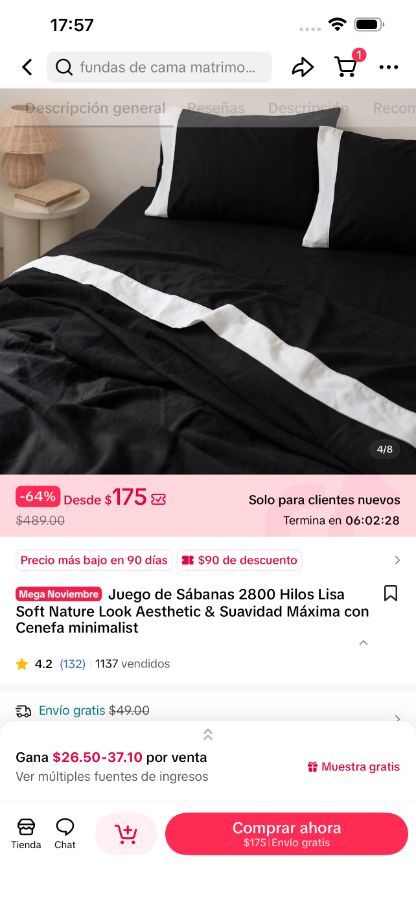 17:57
fundas de cama matrimo...
1
Descripción general Reseñas Descripción Recom
4/8
-64% Desde $175
Solo para clientes nuevos
$489.00
Termina en 06:02:28
Precio más bajo en 90 días
$90 de descuento
Mega Noviembre Juego de Sábanas 2800 Hilos Lisa
Soft Nature Look Aesthetic & Suavidad Máxima con
Cenefa minimalist
4.2 (132) 1137 vendidos
Envío gratis $49.00
Gana $26.50-37.10 por venta
Ver múltiples fuentes de ingresos
Muestra gratis
Tienda
Chat
Comprar ahora
$175|Envío gratis